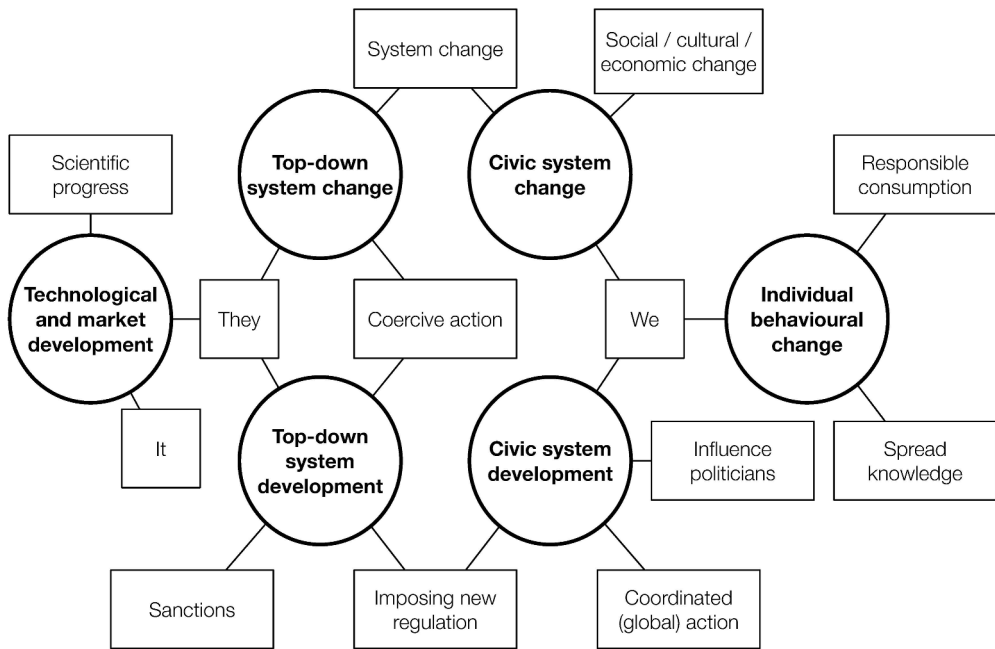 System change
Social / cultural /
economic change
Scientific
progress
Top-down
system change
Civic system
change
Responsible
consumption
Technological
and market
development
They
Coercive action
We
Individual
behavioural
change
It
Top-down
system
development
Civic system
development
Influence
politicians
Spread
knowledge
Sanctions
Imposing new
regulation
Coordinated
(global) action